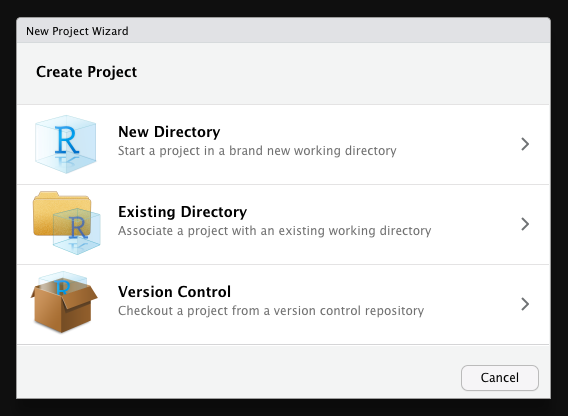 New Project Wizard
Create Project
R
New Directory
Start a project in a brand new working directory
R
Existing Directory
Associate a project with an existing working directory
R
Version Control
Checkout a project from a version control repository
Cancel